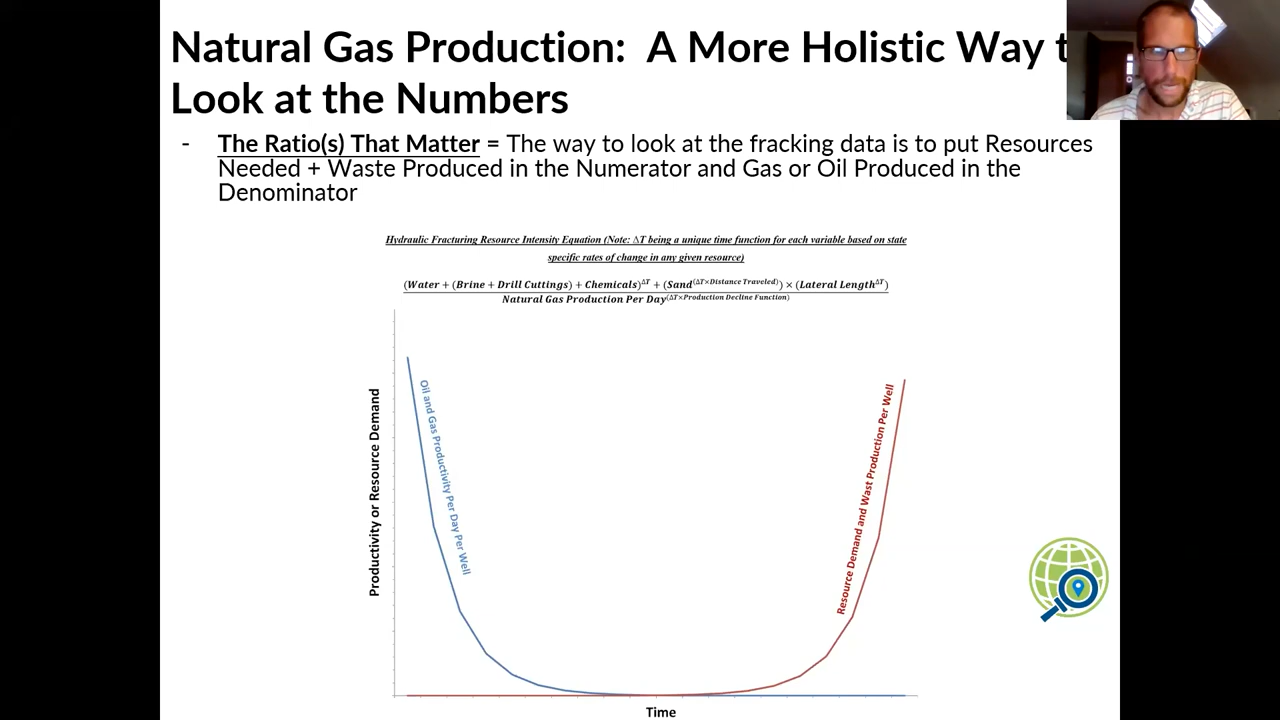 Natural Gas Production:  A More Holistic Way t
Look at the Numbers
- The Ratio(s) That Matter = The way to look at the fracking data is to put Resources
Needed + Waste Produced in the Numerator and Gas or Oil Produced in the
Denominator
Hydraulic Fracturing Resource Intensity Equation (Note: ΔT being a unique time function for each variable based on state
specific rates of change in any given resource)
(Water + (Brine + Drill Cuttings) + Chemicals)^ΔT + (Sand^(ΔT×Distance Traveled)) × (Lateral Length^ΔT)
Natural Gas Production Per Day^(ΔT×Production Decline Function)
Productivity or Resource Demand
Oil and Gas Productivity Per Day Per Well
Resource Demand and Wast Production Per Well
Time